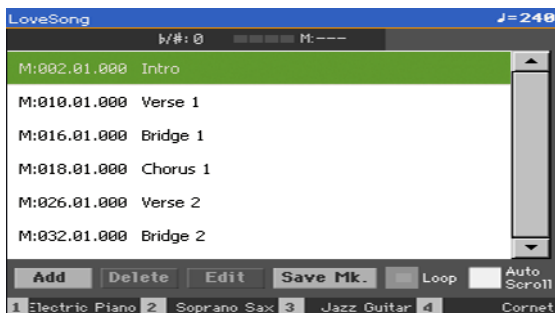 LoveSong ♩=240
b/#: 0 M:---
M:002.01.000 Intro
M:010.01.000 Verse 1
M:016.01.000 Bridge 1
M:018.01.000 Chorus 1
M:026.01.000 Verse 2
M:032.01.000 Bridge 2
Add Delete Edit Save Mk. Loop Auto Scroll
1 Electric Piano 2 Soprano Sax 3 Jazz Guitar 4 Cornet